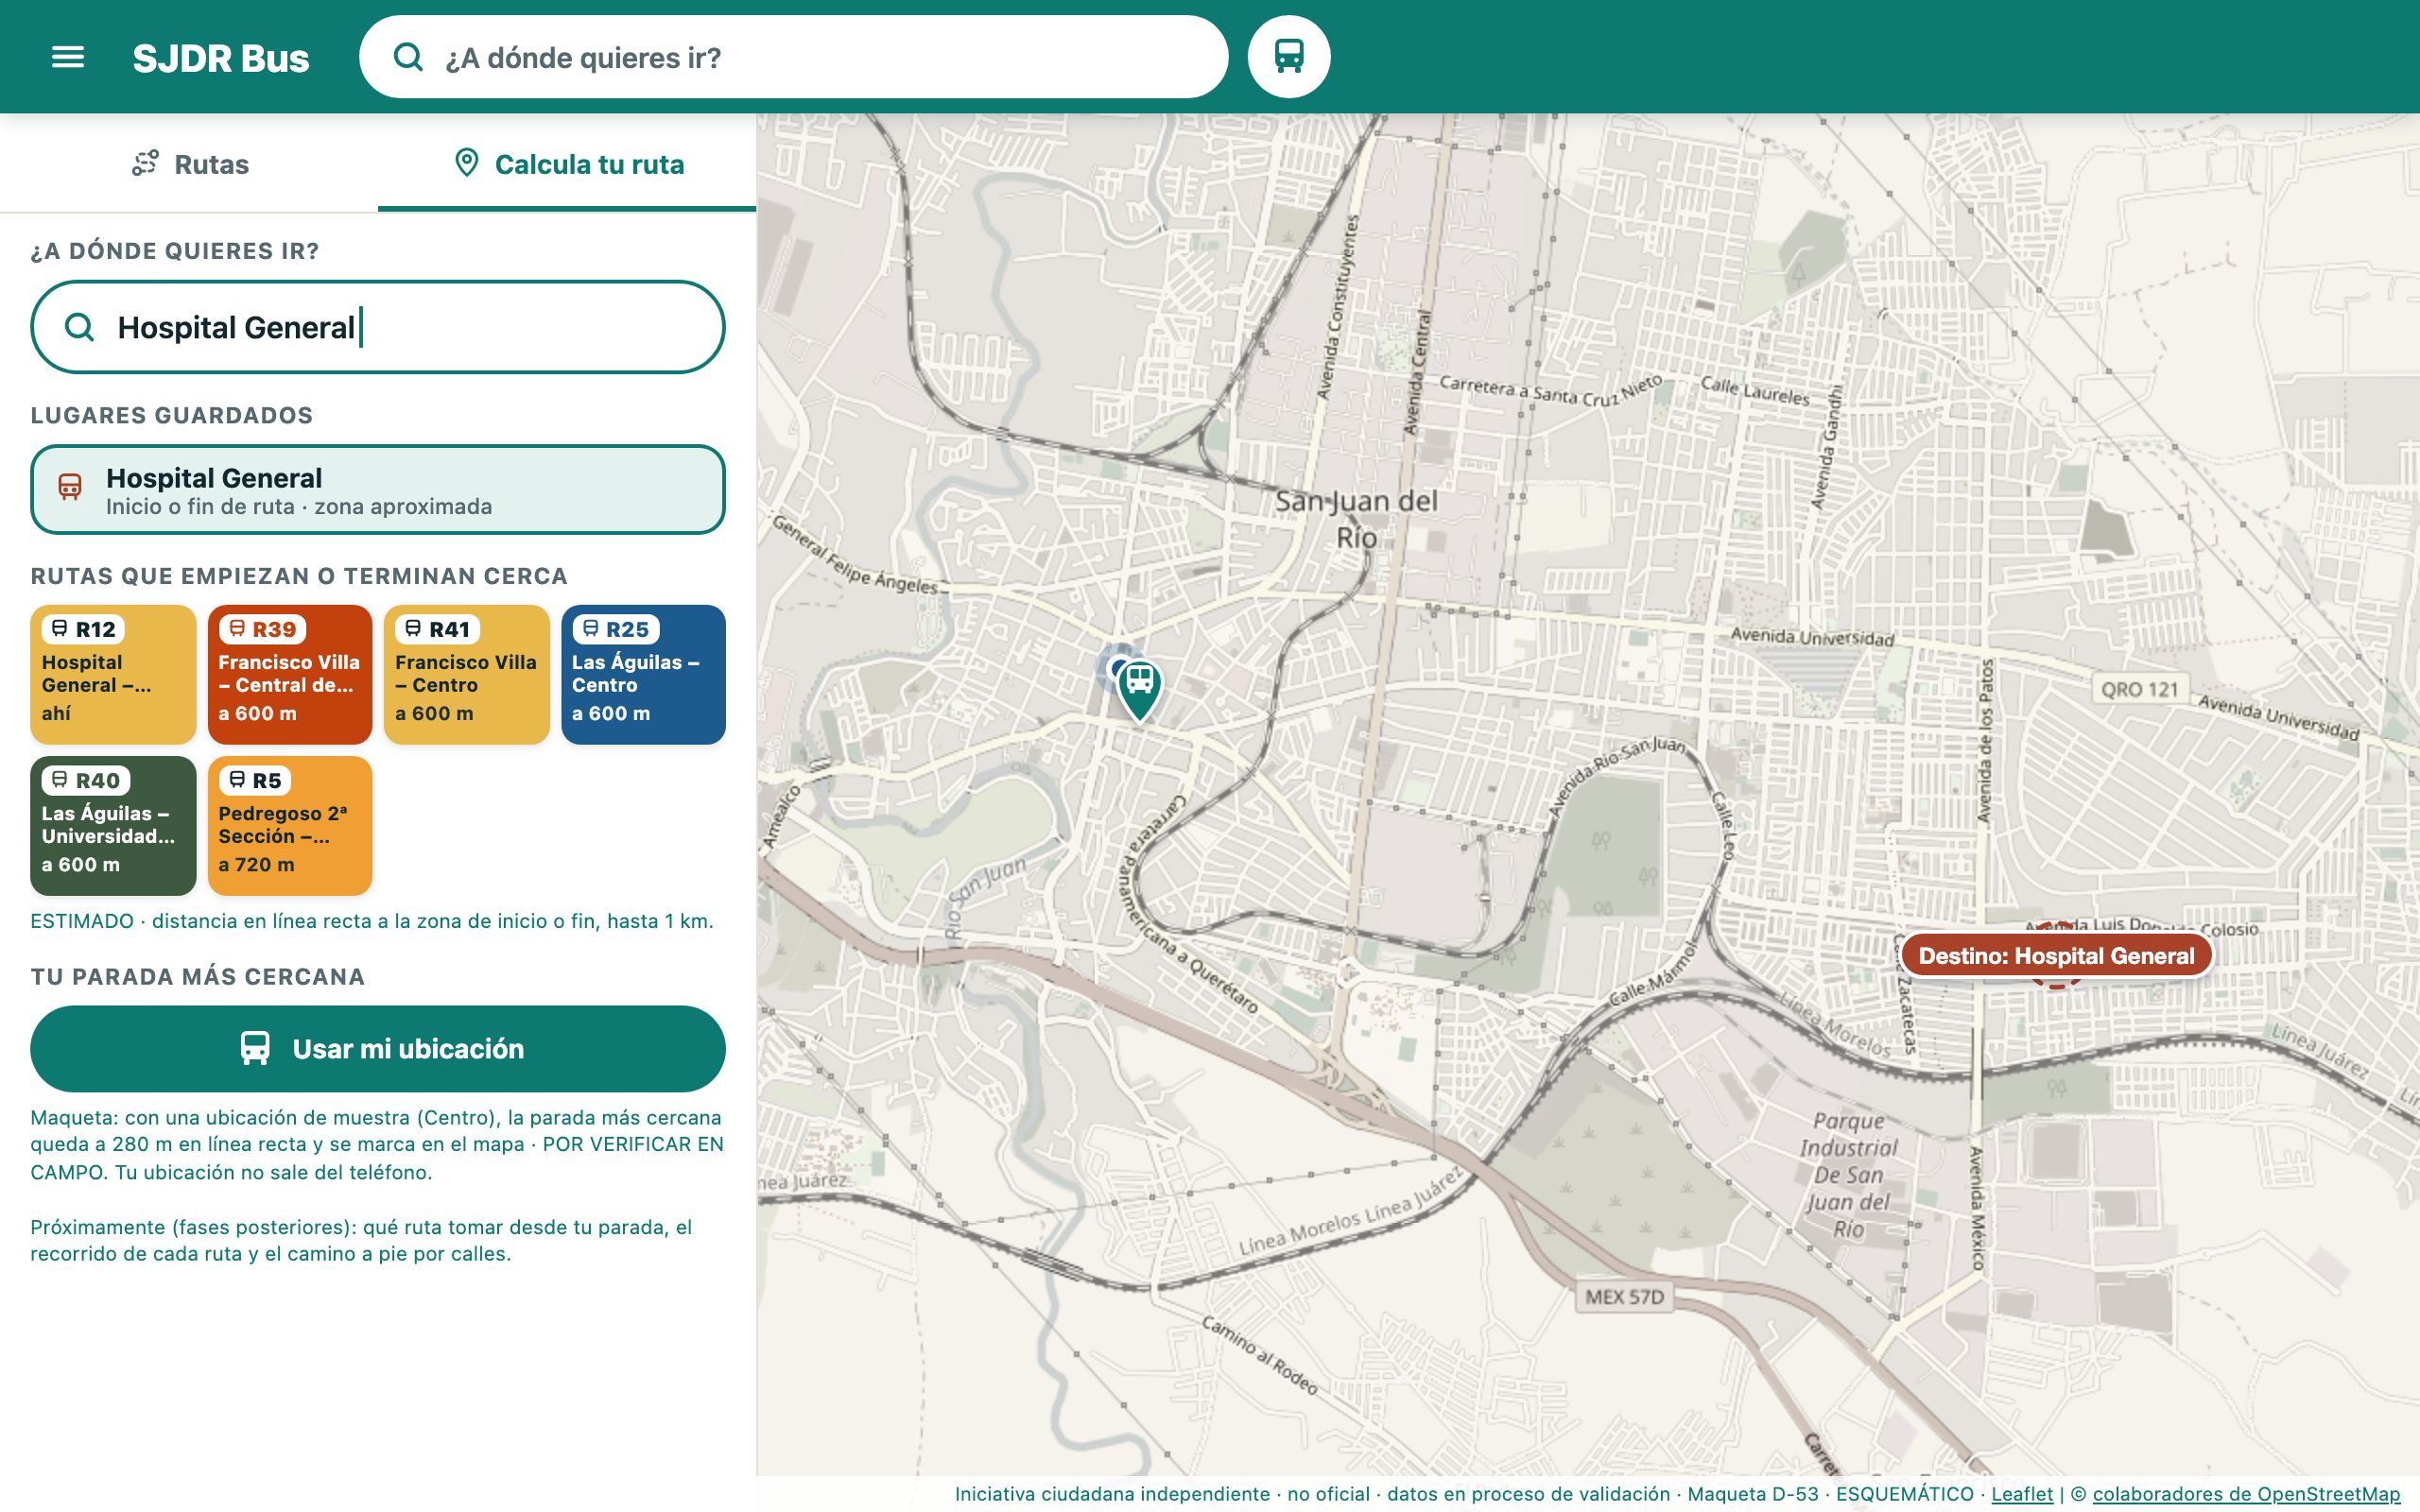 SJDR Bus
¿A dónde quieres ir?
Rutas
Calcula tu ruta
¿A DÓNDE QUIERES IR?
Hospital General
LUGARES GUARDADOS
Hospital General
Inicio o fin de ruta · zona aproximada
RUTAS QUE EMPIEZAN O TERMINAN CERCA
R12
Hospital
General –...
ahí
R39
Francisco Villa
– Central de...
a 600 m
R41
Francisco Villa
– Centro
a 600 m
R25
Las Águilas –
Centro
a 600 m
R40
Las Águilas –
Universidad...
a 600 m
R5
Pedregoso 2ª
Sección –...
a 720 m
ESTIMADO · distancia en línea recta a la zona de inicio o fin, hasta 1 km.
TU PARADA MÁS CERCANA
Usar mi ubicación
Maqueta: con una ubicación de muestra (Centro), la parada más cercana
queda a 280 m en línea recta y se marca en el mapa · POR VERIFICAR EN
CAMPO. Tu ubicación no sale del teléfono.
Próximamente (fases posteriores): qué ruta tomar desde tu parada, el
recorrido de cada ruta y el camino a pie por calles.
Avenida Constituyentes
Avenida Central
Carretera a Santa Cruz Nieto
Calle Laureles
Avenida Gandhi
San Juan del
Río
General Felipe Ángeles
Avenida Universidad
Avenida de los Patos
QRO 121
Avenida Universidad
Avenida Río San Juan
Calle Leo
Amealco
Carretera Panamericana a Querétaro
Río San Juan
Avenida Luis Colosio
Destino: Hospital General
Zacatecas
Calle Mármol
Línea Morelos
Línea Juárez
Parque
Industrial
De San
Juan del
Río
Avenida México
nea Juárez
Línea Morelos Línea Juárez
MEX 57D
Camino al Rodeo
Carret
Iniciativa ciudadana independiente · no oficial · datos en proceso de validación · Maqueta D-53 · ESQUEMÁTICO · Leaflet | © colaboradores de OpenStreetMap